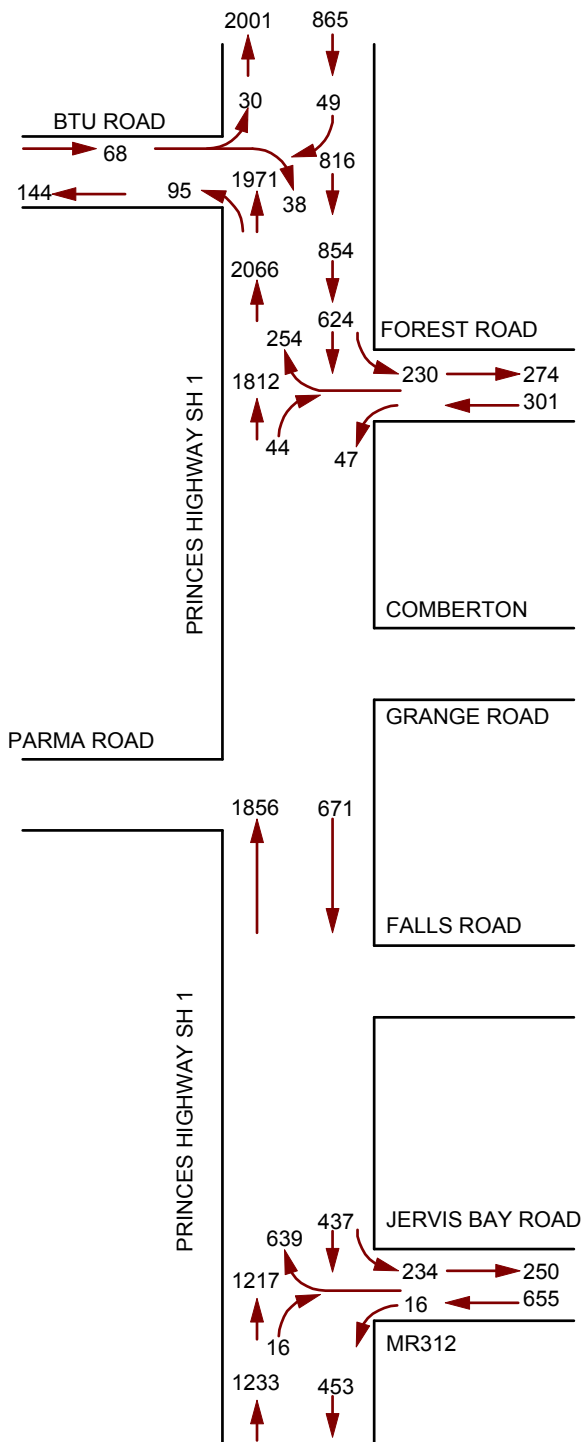 2001 865
30 49
BTU ROAD
68 816
144 95 1971 38
2066 854
624 FOREST ROAD
254
1812 230 274
301
44 47
PRINCES HIGHWAY SH 1
COMBERTON
GRANGE ROAD
PARMA ROAD
1856 671
FALLS ROAD
PRINCES HIGHWAY SH 1
437 JERVIS BAY ROAD
639
1217 234 250
16 655
16 MR312
1233 453